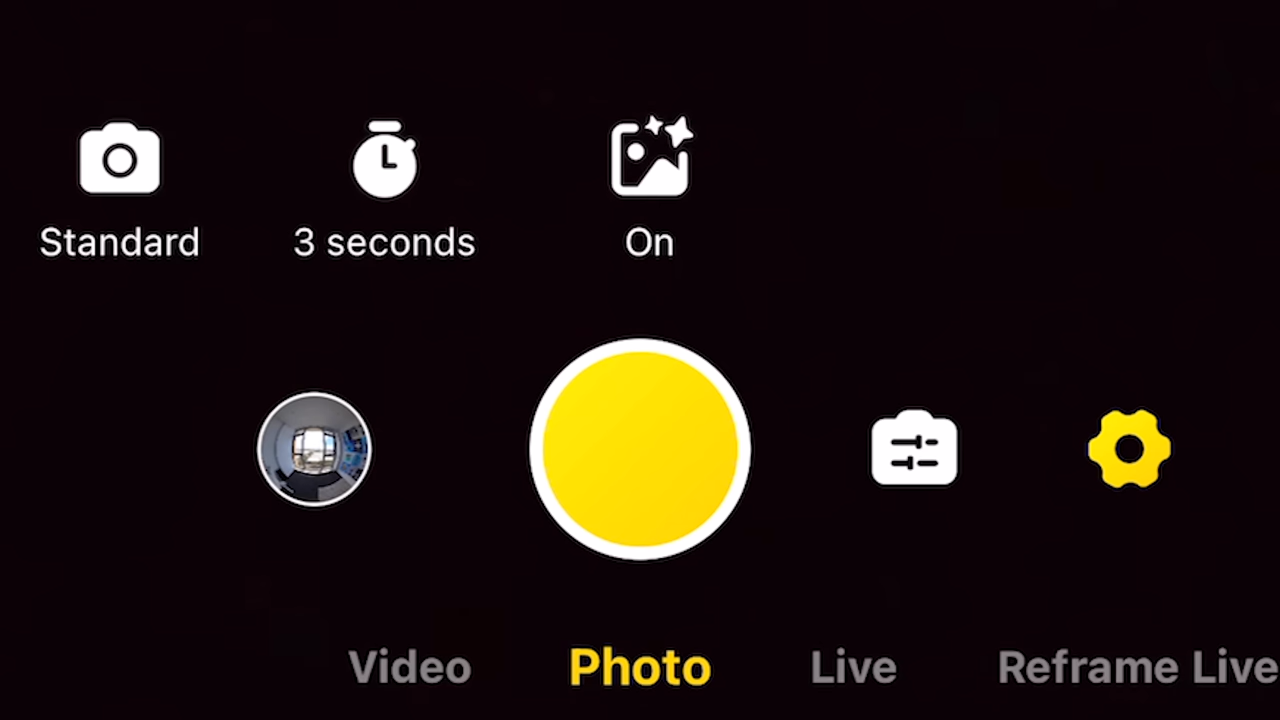 Standard
3 seconds
On
Video
Photo
Live
Reframe Live